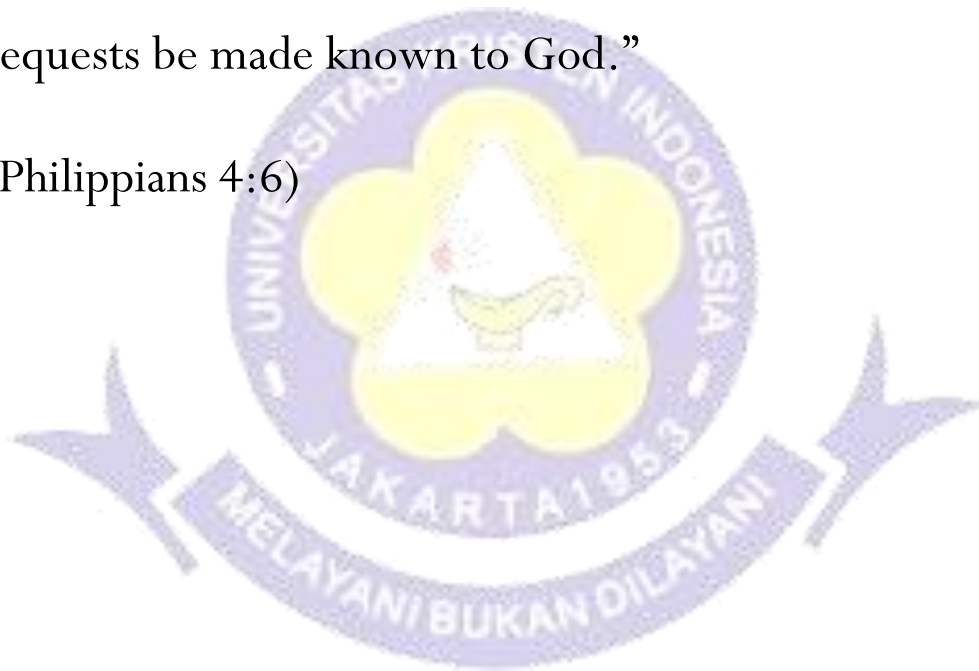 equests be made known to God.”
Philippians 4:6)
UNIVERSITAS KRISTEN INDONESIA
JAKARTA 1953
MELAYANI BUKAN DILAYANI